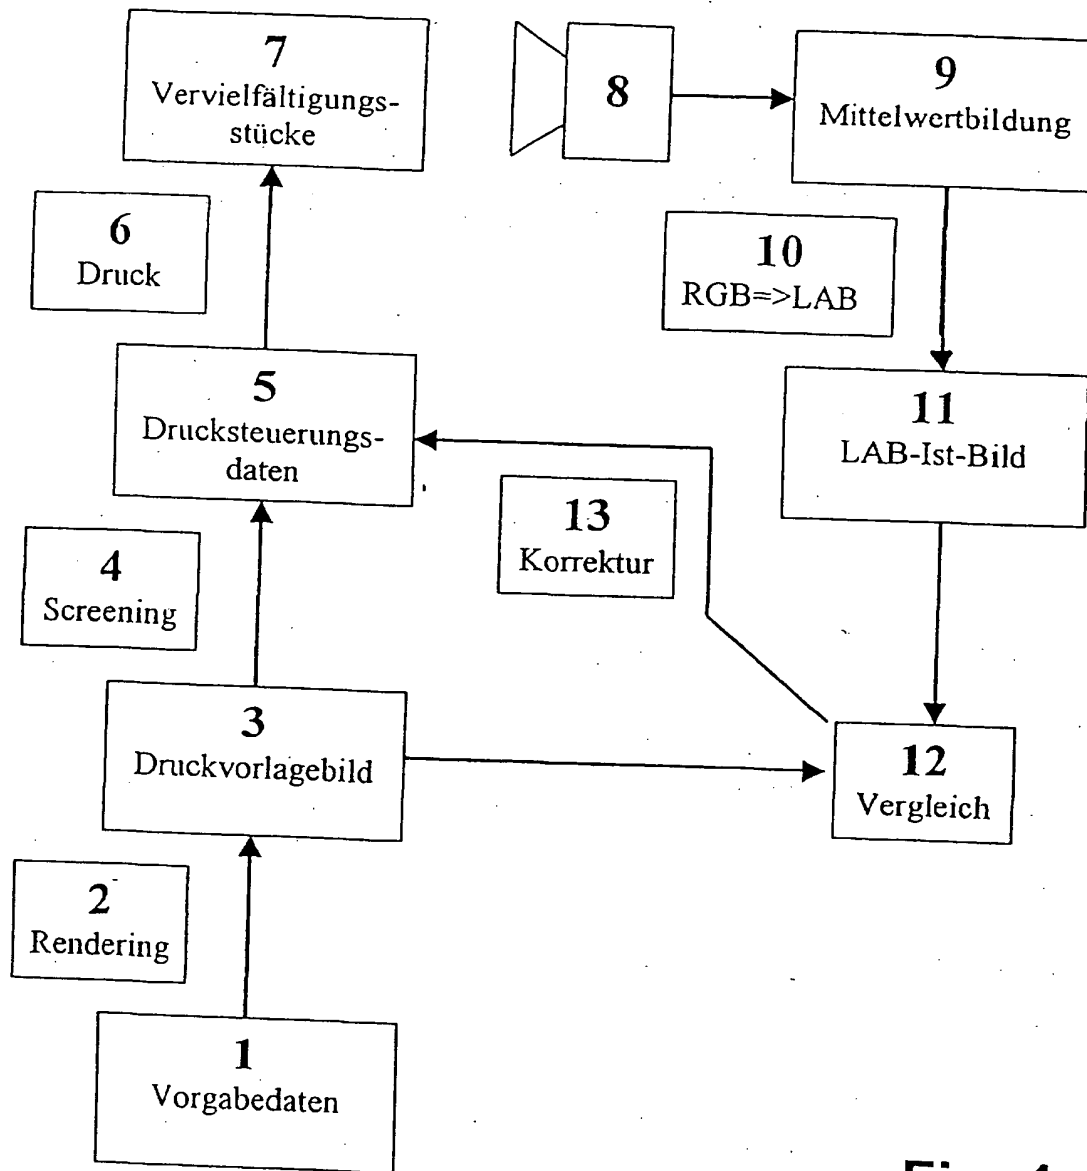 7
Vervielfältigungs-
stücke
8
9
Mittelwertbildung
6
Druck
10
RGB=>LAB
5
Drucksteuerungs-
daten
11
LAB-Ist-Bild
4
Screening
13
Korrektur
3
Druckvorlagebild
12
Vergleich
2
Rendering
1
Vorgabedaten